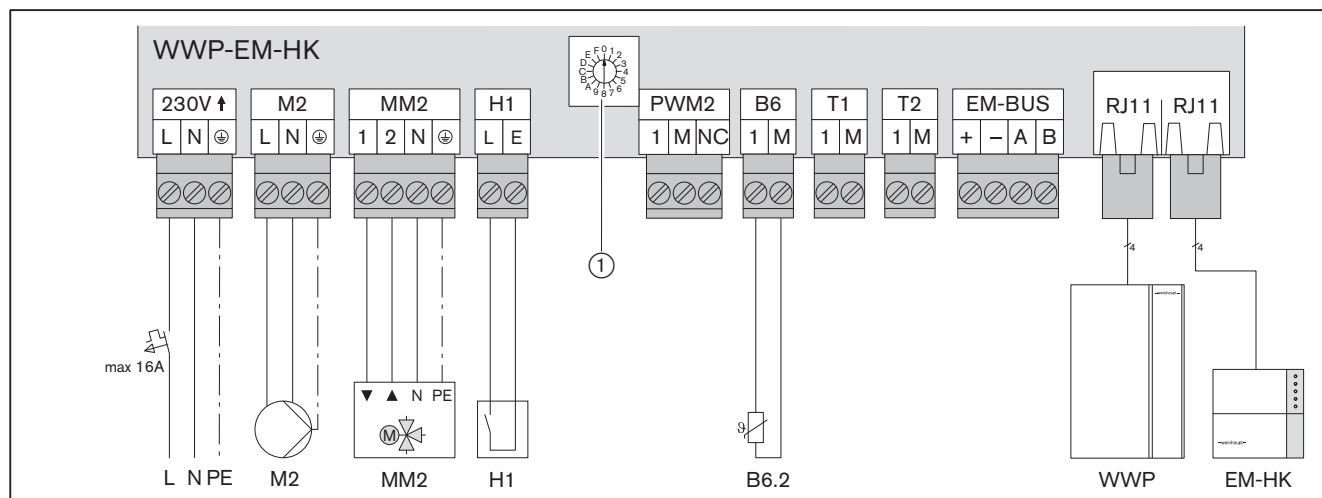 WWP-EM-HK
F 0 1 2 3 4 5 6 7 8 9 A B C D E
230V M2 MM2 H1 PWM2 B6 T1 T2 EM-BUS RJ11 RJ11
L N L N 1 2 N L E 1 M NC 1 M 1 M 1 M + – A B
1
4 4
max 16A
weishaupt
▼ ▲ N PE
M
ϑ
weishaupt
L N PE M2 MM2 H1 B6.2 WWP EM-HK